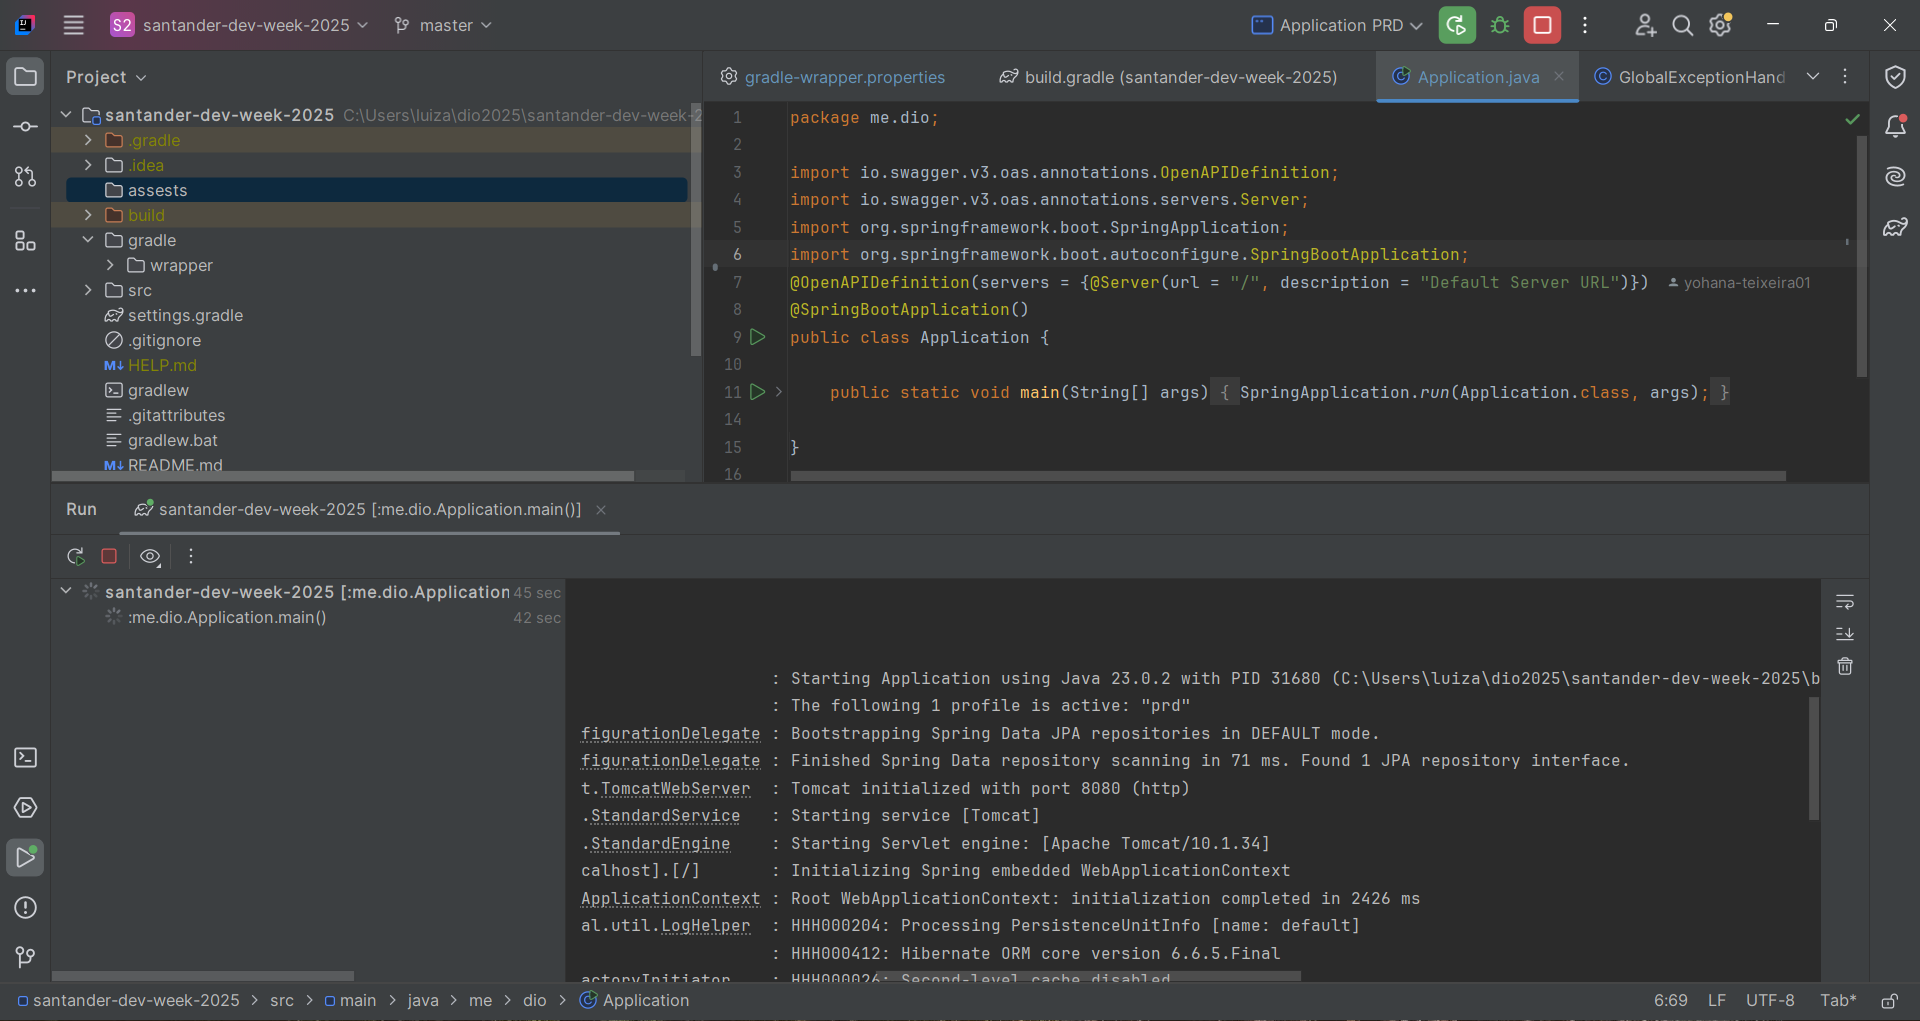 S2 santander-dev-week-2025 master Application PRD
Project
santander-dev-week-2025 C:\Users\luiza\dio2025\santander-dev-week-2
.gradle
.idea
assests
build
gradle
wrapper
src
settings.gradle
.gitignore
M↓ HELP.md
gradlew
.gitattributes
gradlew.bat
M↓ README.md
gradle-wrapper.properties build.gradle (santander-dev-week-2025) Application.java GlobalExceptionHand
1 package me.dio;
2
3 import io.swagger.v3.oas.annotations.OpenAPIDefinition;
4 import io.swagger.v3.oas.annotations.servers.Server;
5 import org.springframework.boot.SpringApplication;
6 import org.springframework.boot.autoconfigure.SpringBootApplication;
7 @OpenAPIDefinition(servers = {@Server(url = "/", description = "Default Server URL")}) yohana-teixeira01
8 @SpringBootApplication()
9 public class Application {
10
11 public static void main(String[] args) { SpringApplication.run(Application.class, args); }
14
15 }
16
Run santander-dev-week-2025 [:me.dio.Application.main()]
santander-dev-week-2025 [:me.dio.Application 45 sec
:me.dio.Application.main() 42 sec
: Starting Application using Java 23.0.2 with PID 31680 (C:\Users\luiza\dio2025\santander-dev-week-2025\b
: The following 1 profile is active: "prd"
figurationDelegate : Bootstrapping Spring Data JPA repositories in DEFAULT mode.
figurationDelegate : Finished Spring Data repository scanning in 71 ms. Found 1 JPA repository interface.
t.TomcatWebServer : Tomcat initialized with port 8080 (http)
.StandardService : Starting service [Tomcat]
.StandardEngine : Starting Servlet engine: [Apache Tomcat/10.1.34]
calhost].[/] : Initializing Spring embedded WebApplicationContext
ApplicationContext : Root WebApplicationContext: initialization completed in 2426 ms
al.util.LogHelper : HHH000204: Processing PersistenceUnitInfo [name: default]
: HHH000412: Hibernate ORM core version 6.6.5.Final
actoryInitiator : HHH000026: Second-level cache disabled
santander-dev-week-2025 > src > main > java > me > dio > Application 6:69 LF UTF-8 Tab*